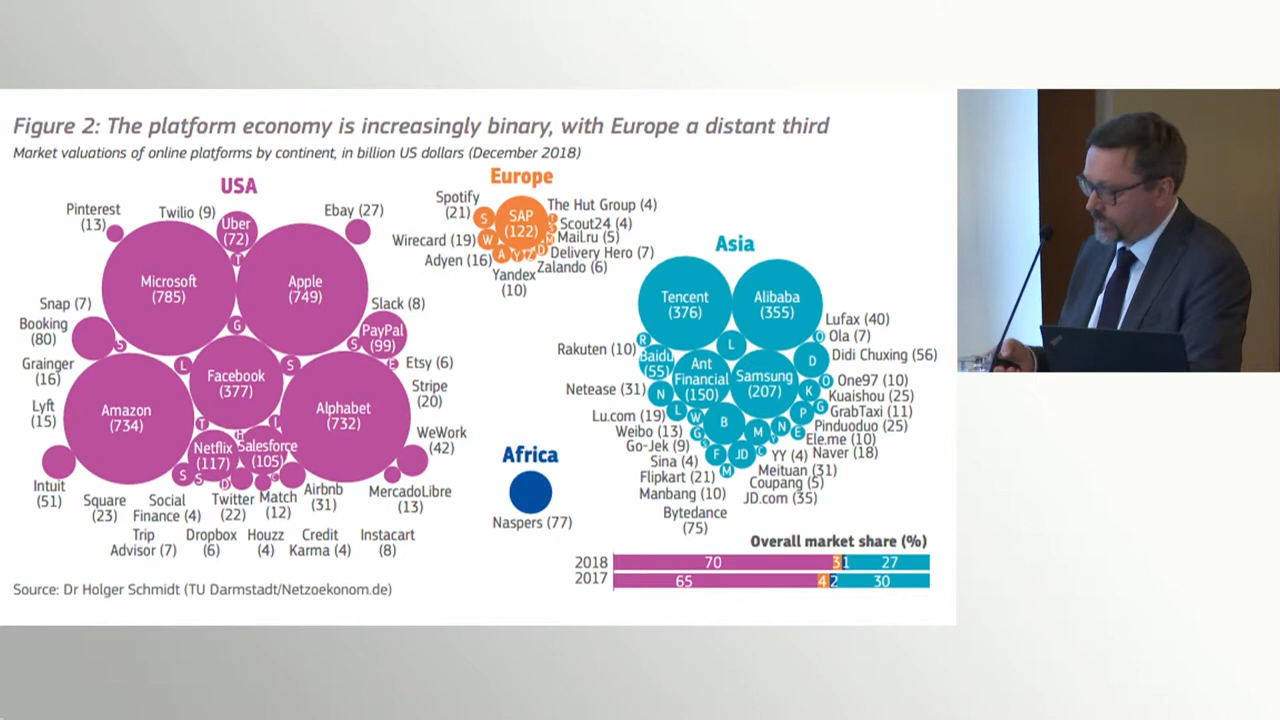 Figure 2: The platform economy is increasingly binary, with Europe a distant third
Market valuations of online platforms by continent, in billion US dollars (December 2018)
USA
Pinterest
(13)
Twilio (9)
Uber
(72)
T
Ebay (27)
Microsoft
(785)
Apple
(749)
Snap (7)
Booking
(80)
S
G
Slack (8)
PayPal
(99)
S
Grainger
(16)
L
Facebook
(377)
S
E
Etsy (6)
Stripe
(20)
Lyft
(15)
Amazon
(734)
Alphabet
(732)
T
H
I
WeWork
(42)
Netflix
(117)
Salesforce
(105)
S
S
D
C
Intuit
(51)
Square
(23)
Social
Finance (4)
Twitter
(22)
Match
(12)
Airbnb
(31)
MercadoLibre
(13)
Trip
Advisor (7)
Dropbox
(6)
Houzz
(4)
Credit
Karma (4)
Instacart
(8)
Europe
Spotify
(21)
S
SAP
(122)
The Hut Group (4)
Scout24 (4)
Wirecard (19)
W
M
Mail.ru (5)
Adyen (16)
A
Y
Z
D
Delivery Hero (7)
Yandex
(10)
Zalando (6)
Asia
Tencent
(376)
Alibaba
(355)
Lufax (40)
Rakuten (10)
R
L
O
Ola (7)
Baidu
(55)
Ant
Financial
(150)
Samsung
(207)
D
Didi Chuxing (56)
Netease (31)
N
K
O
One97 (10)
Kuaishou (25)
Lu.com (19)
L
W
B
P
G
GrabTaxi (11)
Weibo (13)
G
M
N
E
Pinduoduo (25)
Go-Jek (9)
S
Y
Ele.me (10)
Sina (4)
F
JD
C
YY (4)
Naver (18)
Flipkart (21)
M
Meituan (31)
Manbang (10)
Coupang (5)
Bytedance
(75)
JD.com (35)
Africa
Naspers (77)
Overall market share (%)
2018 70 3 1 27
2017 65 4 2 30
Source: Dr Holger Schmidt (TU Darmstadt/Netzoekonom.de)